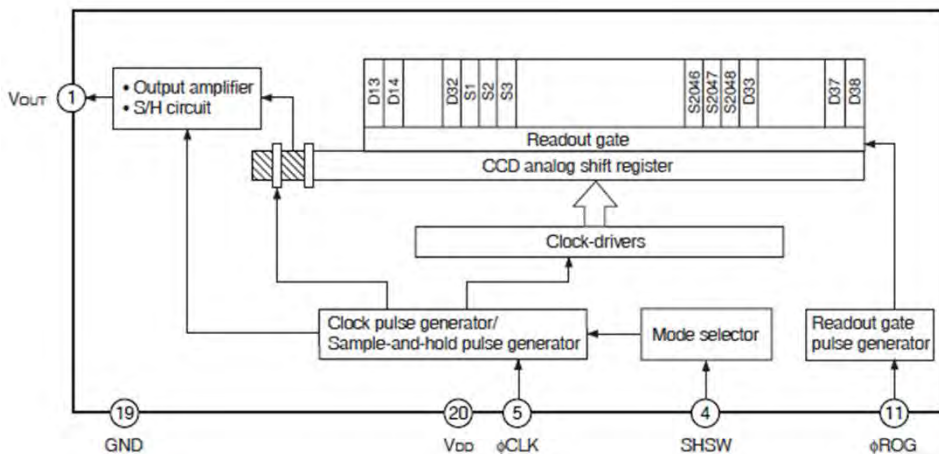 D13
D14
D32
S1
S2
S3
S2046
S2047
S2048
D33
D37
D38
• Output amplifier
• S/H circuit
VOUT
1
Readout gate
CCD analog shift register
Clock-drivers
Clock pulse generator/
Sample-and-hold pulse generator
Mode selector
Readout gate
pulse generator
19
20
5
4
11
GND
VDD
ϕCLK
SHSW
ϕROG